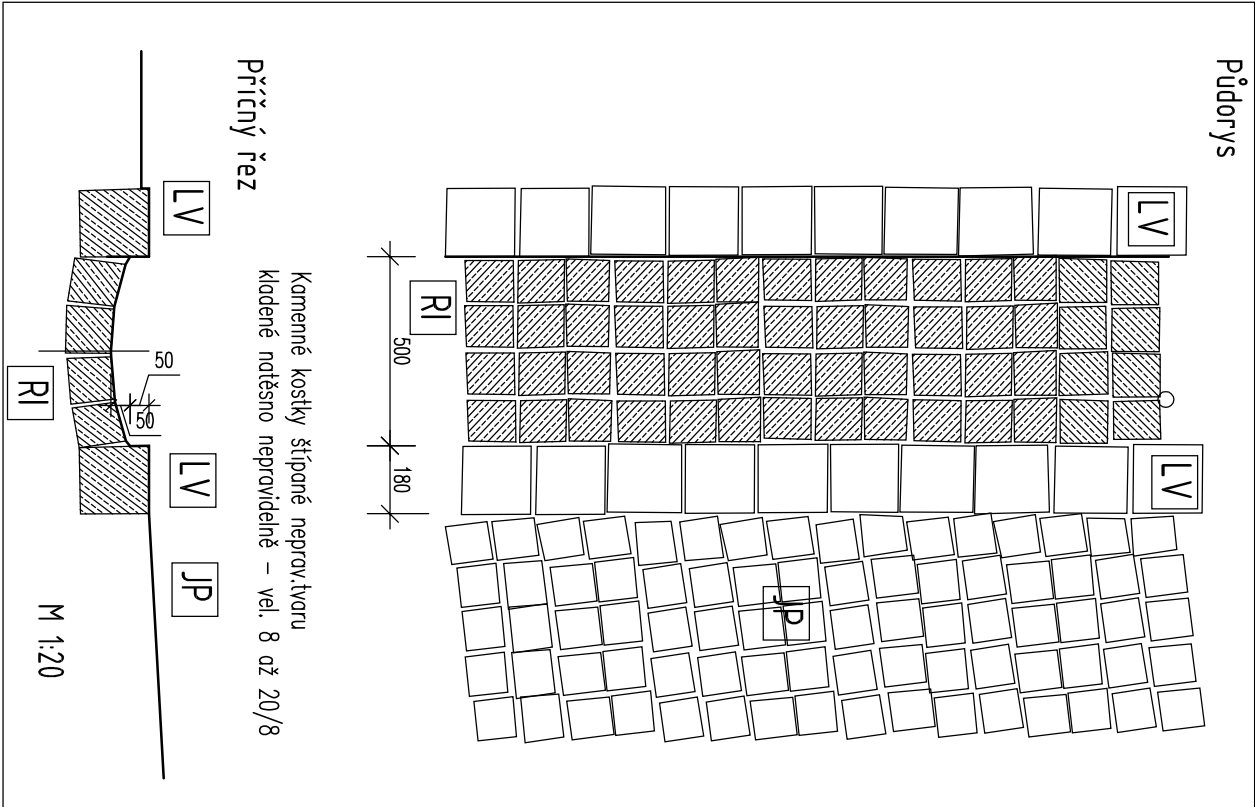 Půdorys
LV
LV
RI
500
180
JP
Příčný řez
Kamenné kostky štípané neprav.tvaru
kladené natěsno nepravidelně - vel. 8 až 20/8
LV
50
50
RI
LV
JP
M 1:20